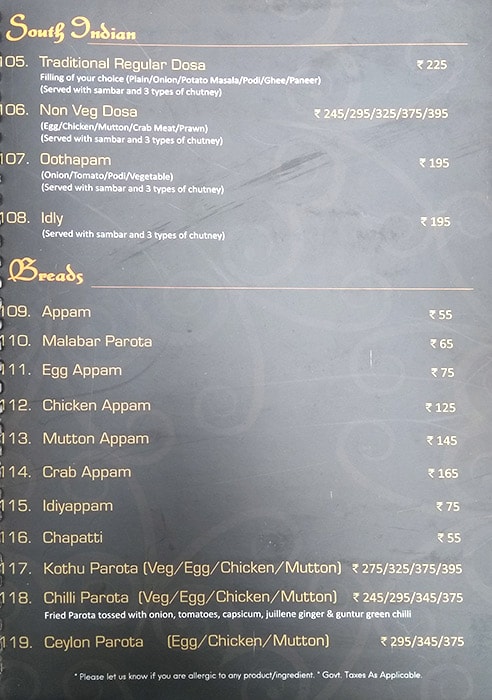 South Indian
105. Traditional Regular Dosa ₹ 225
Filling of your choice (Plain/Onion/Potato Masala/Podi/Ghee/Paneer)
(Served with sambar and 3 types of chutney)
106. Non Veg Dosa ₹ 245/295/325/375/395
(Egg/Chicken/Mutton/Crab Meat/Prawn)
(Served with sambar and 3 types of chutney)
107. Oothapam ₹ 195
(Onion/Tomato/Podi/Vegetable)
(Served with sambar and 3 types of chutney)
108. Idly ₹ 195
(Served with sambar and 3 types of chutney)
Breads
109. Appam ₹ 55
110. Malabar Parota ₹ 65
111. Egg Appam ₹ 75
112. Chicken Appam ₹ 125
113. Mutton Appam ₹ 145
114. Crab Appam ₹ 165
115. Idiyappam ₹ 75
116. Chapatti ₹ 55
117. Kothu Parota (Veg/Egg/Chicken/Mutton) ₹ 275/325/375/395
118. Chilli Parota (Veg/Egg/Chicken/Mutton) ₹ 245/295/345/375
Fried Parota tossed with onion, tomatoes, capsicum, juillene ginger & guntur green chilli
119. Ceylon Parota (Egg/Chicken/Mutton) ₹ 295/345/375
* Please let us know if you are allergic to any product/ingredient. * Govt. Taxes As Applicable.